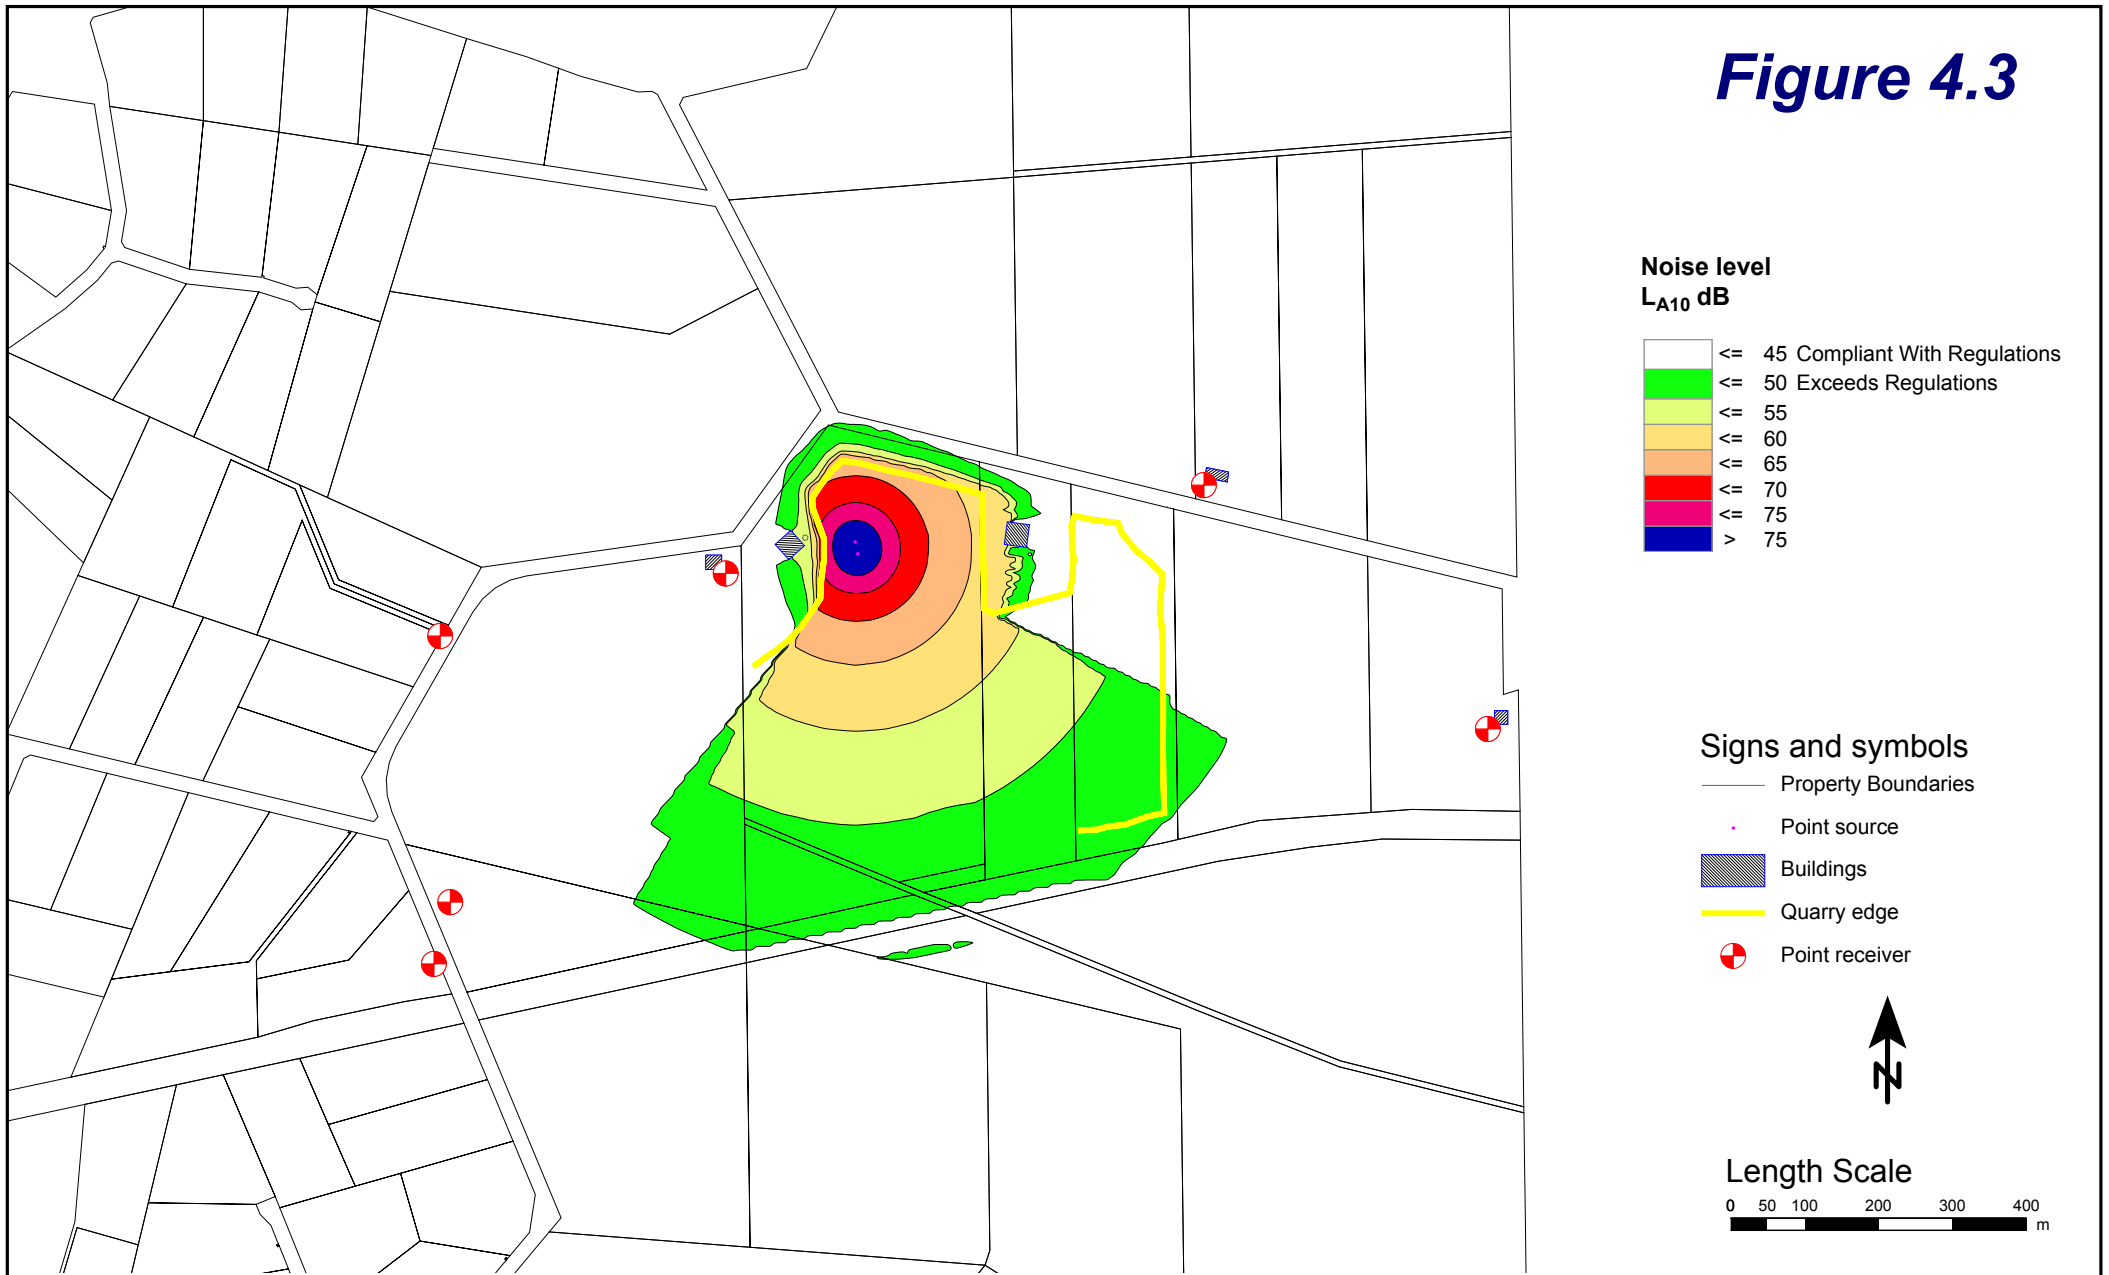 Figure 4.3
Noise level
LA10 dB
<= 45 Compliant With Regulations
<= 50 Exceeds Regulations
<= 55
<= 60
<= 65
<= 70
<= 75
> 75
Signs and symbols
Property Boundaries
Point source
Buildings
Quarry edge
Point receiver
N
Length Scale
0 50 100 200 300 400
m